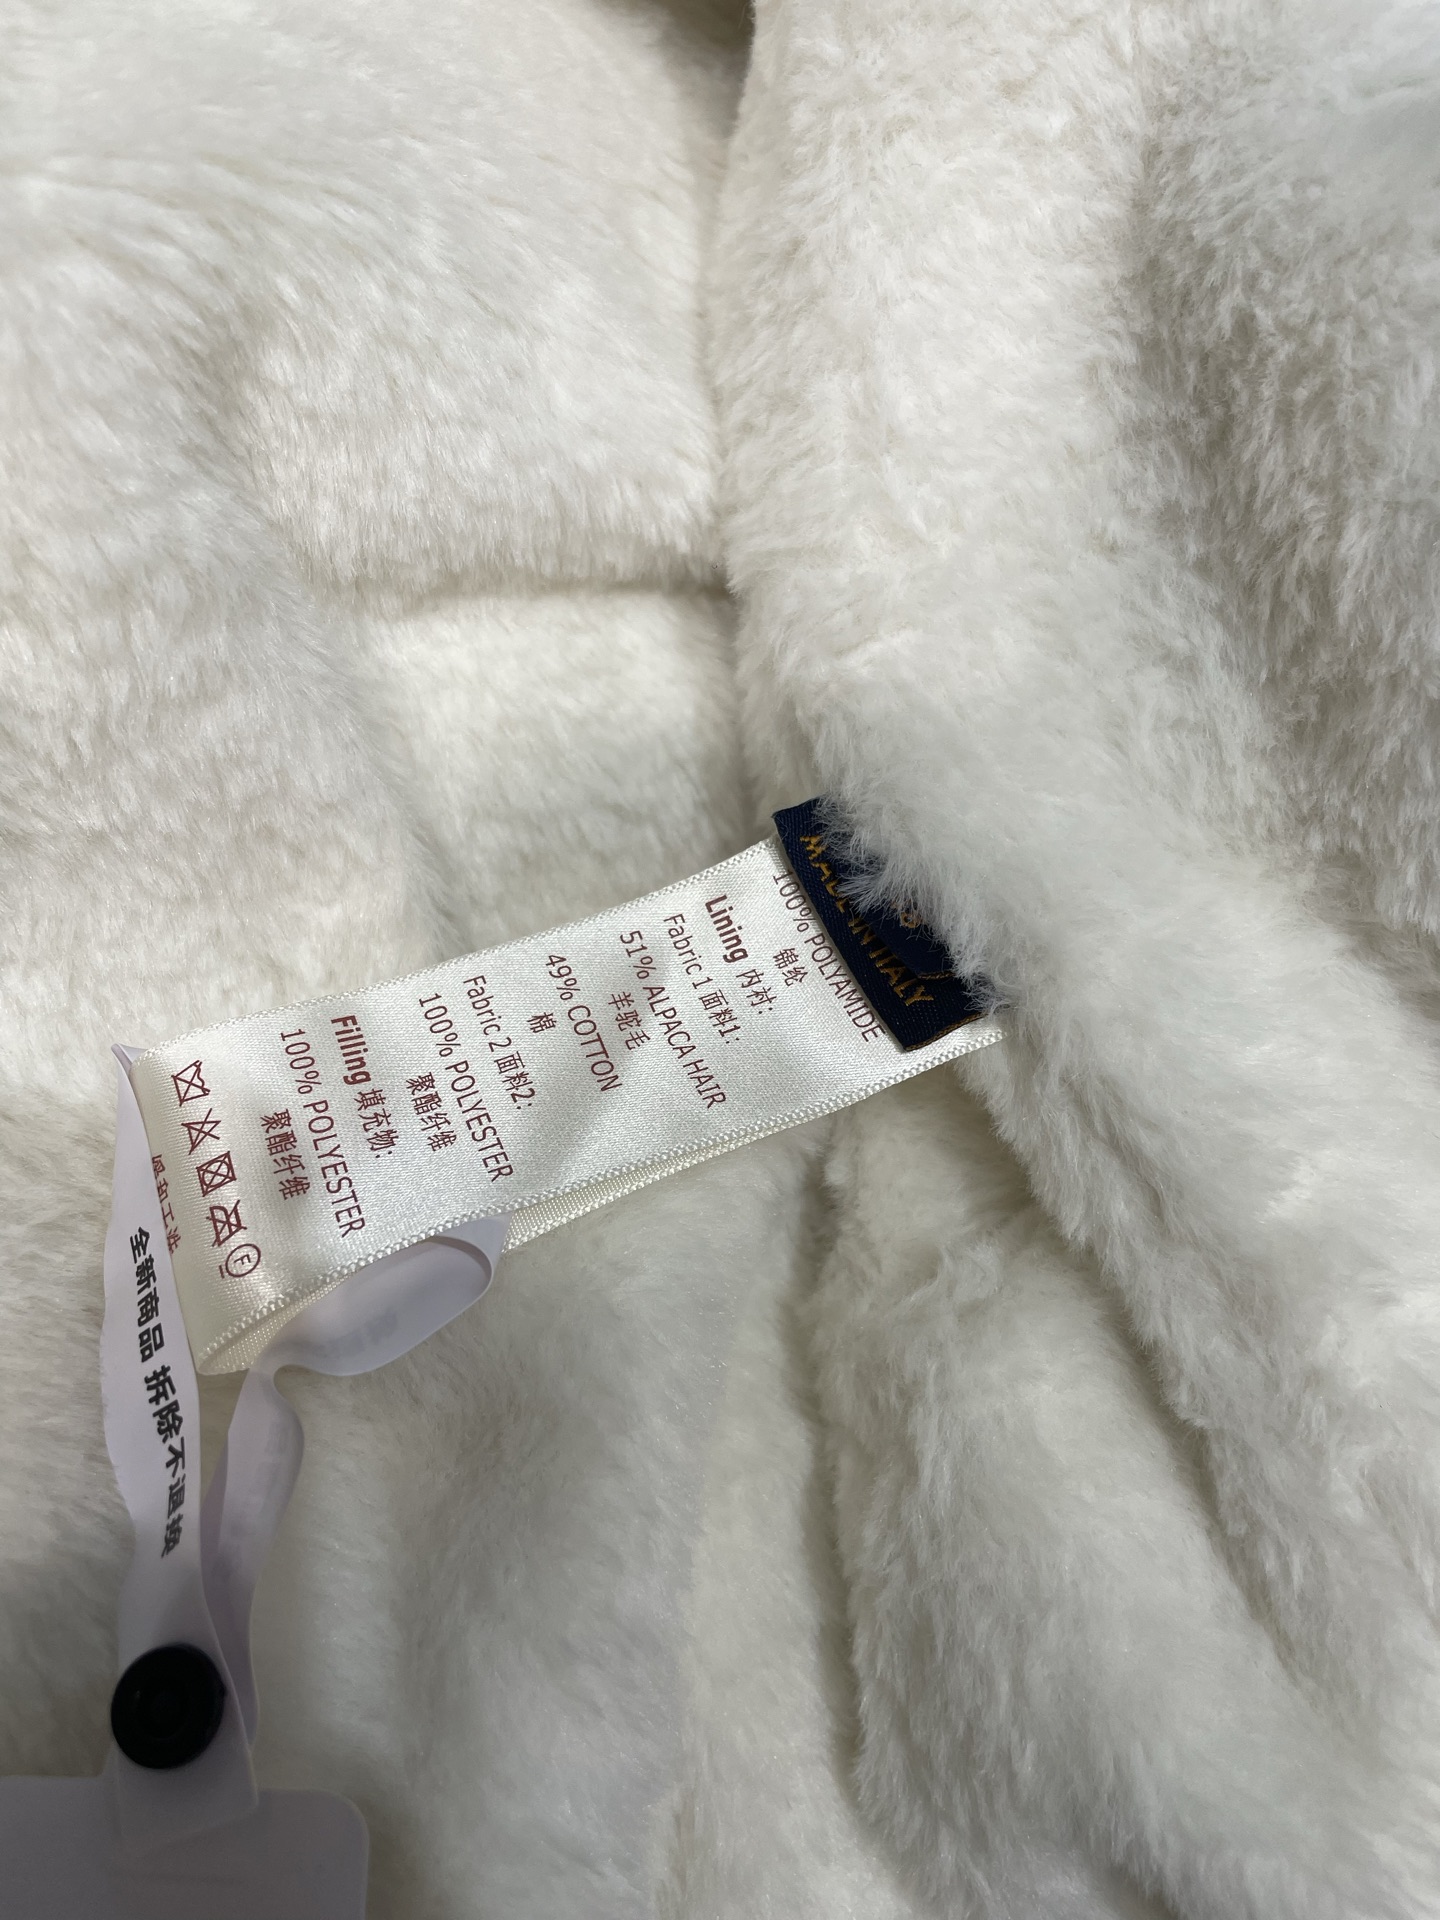 MADE IN ITALY
100% POLYAMIDE
锦纶
Lining 内衬:
Fabric 1 面料1:
51% ALPACA HAIR
羊驼毛
49% COTTON
棉
Fabric 2 面料2:
100% POLYESTER
聚酯纤维
Filling 填充物:
100% POLYESTER
聚酯纤维
F
全新商品 拆除不退换